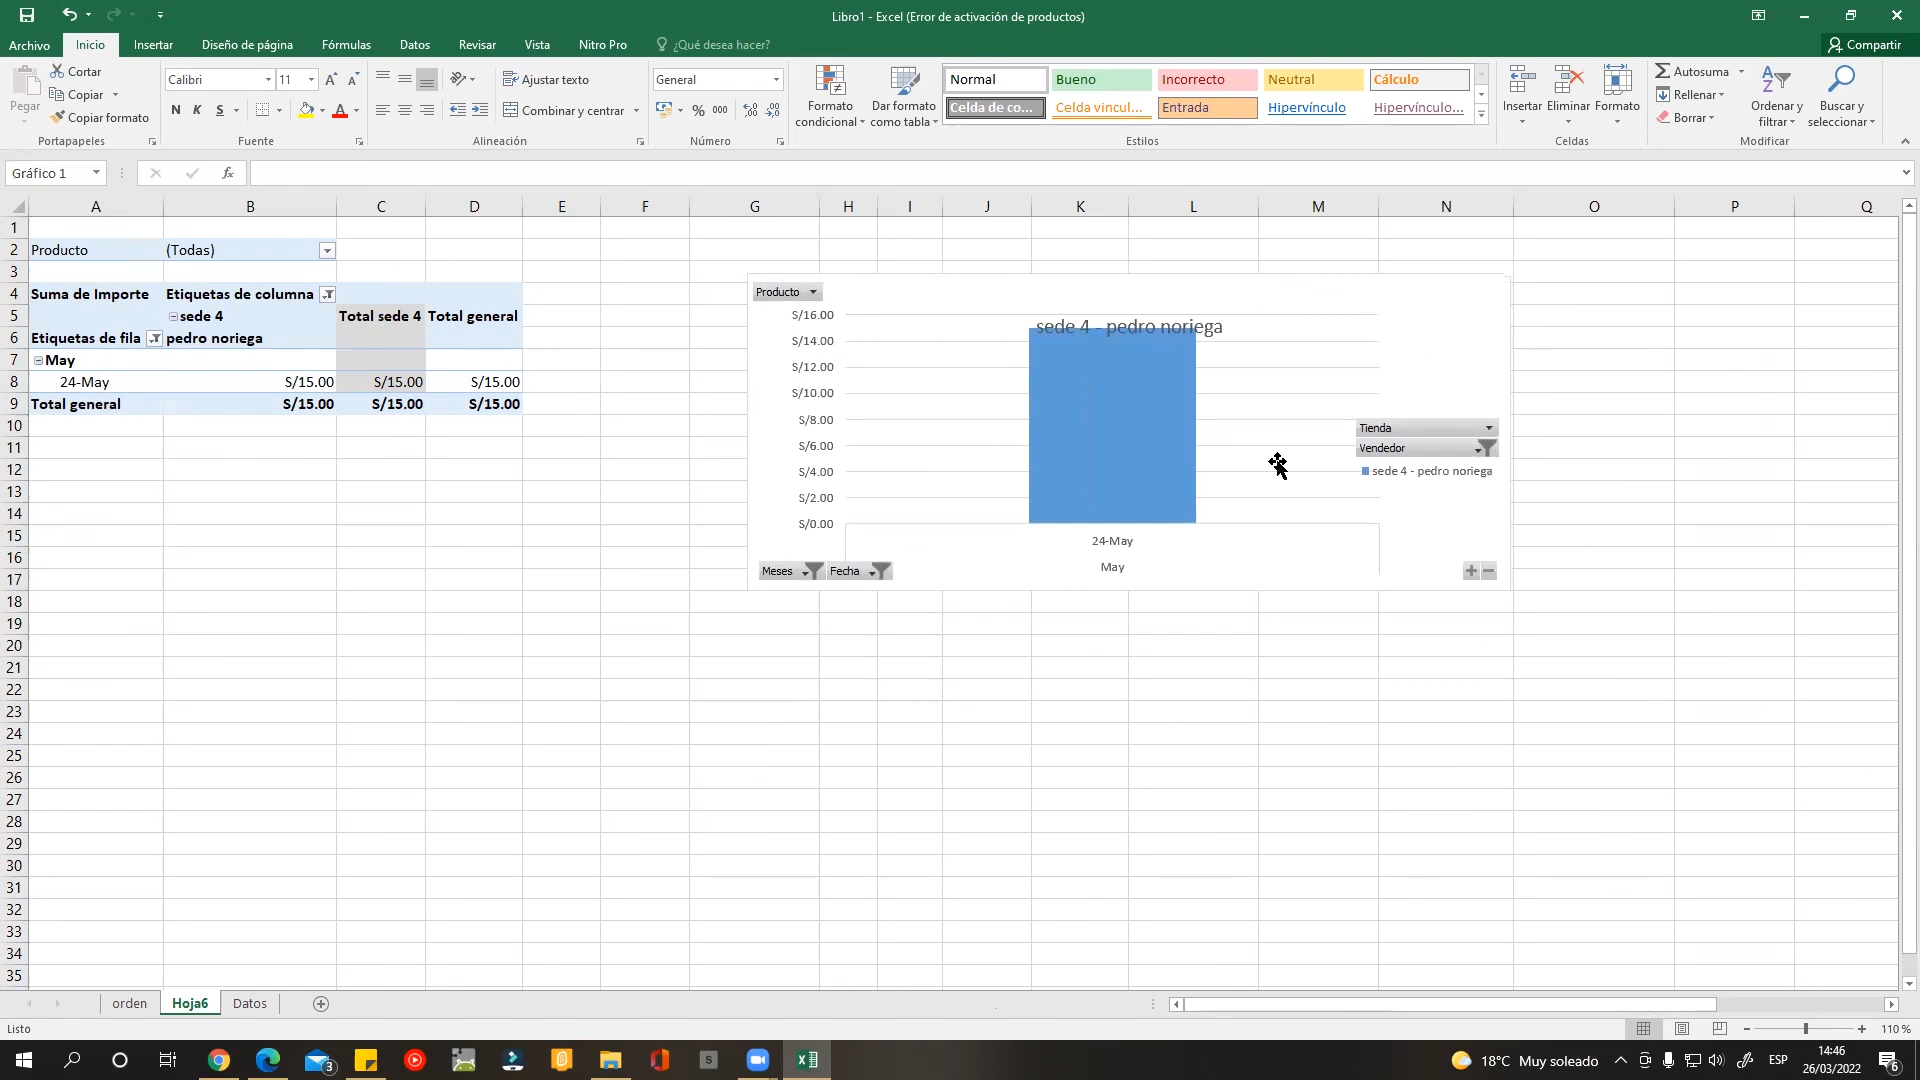 Libro1 - Excel (Error de activación de productos)
Archivo Inicio Insertar Diseño de página Fórmulas Datos Revisar Vista Nitro Pro ¿Qué desea hacer? Compartir
Pegar
Cortar
Copiar
Copiar formato
Portapapeles
Calibri 11
N K S
Fuente
Ajustar texto
Combinar y centrar
Alineación
General
% 000
Número
Formato condicional
Dar formato como tabla
Normal Bueno Incorrecto Neutral Cálculo
Celda de co... Celda vincul... Entrada Hipervínculo Hipervínculo...
Estilos
Insertar Eliminar Formato
Celdas
Autosuma
Rellenar
Borrar
Ordenar y filtrar
Buscar y seleccionar
Modificar
Gráfico 1 fx
A B C D E F G H I J K L M N O P Q
1
2 Producto (Todas)
3
4 Suma de Importe Etiquetas de columna
5 sede 4 Total sede 4 Total general
6 Etiquetas de fila pedro noriega
7 May
8 24-May S/15.00 S/15.00 S/15.00
9 Total general S/15.00 S/15.00 S/15.00
10
11
12
13
14
15
16
17
18
19
20
21
22
23
24
25
26
27
28
29
30
31
32
33
34
35
Producto
sede 4 - pedro noriega
S/16.00
S/14.00
S/12.00
S/10.00
S/8.00
S/6.00
S/4.00
S/2.00
S/0.00
24-May
May
Tienda
Vendedor
sede 4 - pedro noriega
Meses Fecha
orden Hoja6 Datos
Listo
110 %
3
S
18°C Muy soleado
ESP
14:46
26/03/2022
6